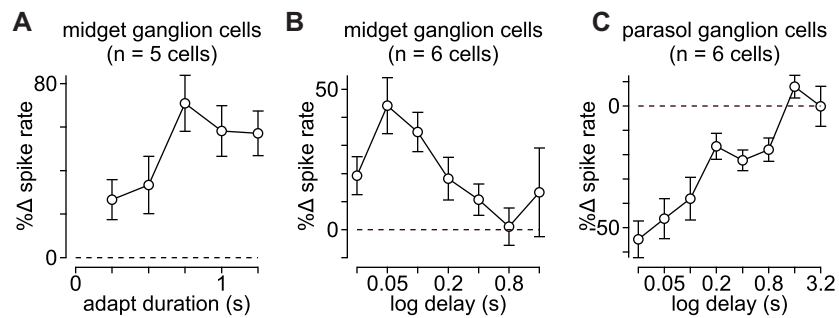 A
midget ganglion cells
(n = 5 cells)
80
0
%Δ spike rate
0
1
adapt duration (s)
B
midget ganglion cells
(n = 6 cells)
50
0
%Δ spike rate
0.05
0.2
0.8
log delay (s)
C
parasol ganglion cells
(n = 6 cells)
0
-50
%Δ spike rate
0.05
0.2
0.8
3.2
log delay (s)